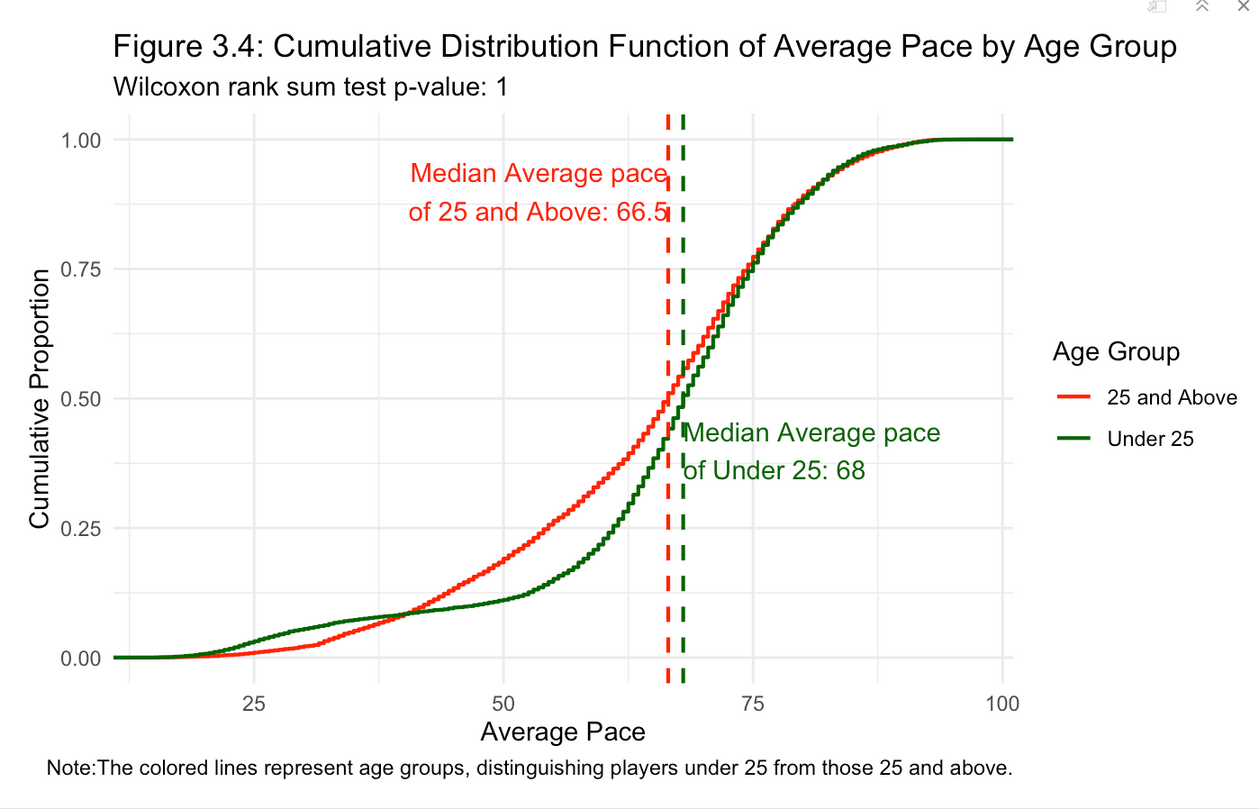 Figure 3.4: Cumulative Distribution Function of Average Pace by Age Group
Wilcoxon rank sum test p-value: 1
1.00
0.75
0.50
0.25
0.00
Cumulative Proportion
Median Average pace
of 25 and Above: 66.5
Median Average pace
of Under 25: 68
Age Group
25 and Above
Under 25
25
50
75
100
Average Pace
Note:The colored lines represent age groups, distinguishing players under 25 from those 25 and above.